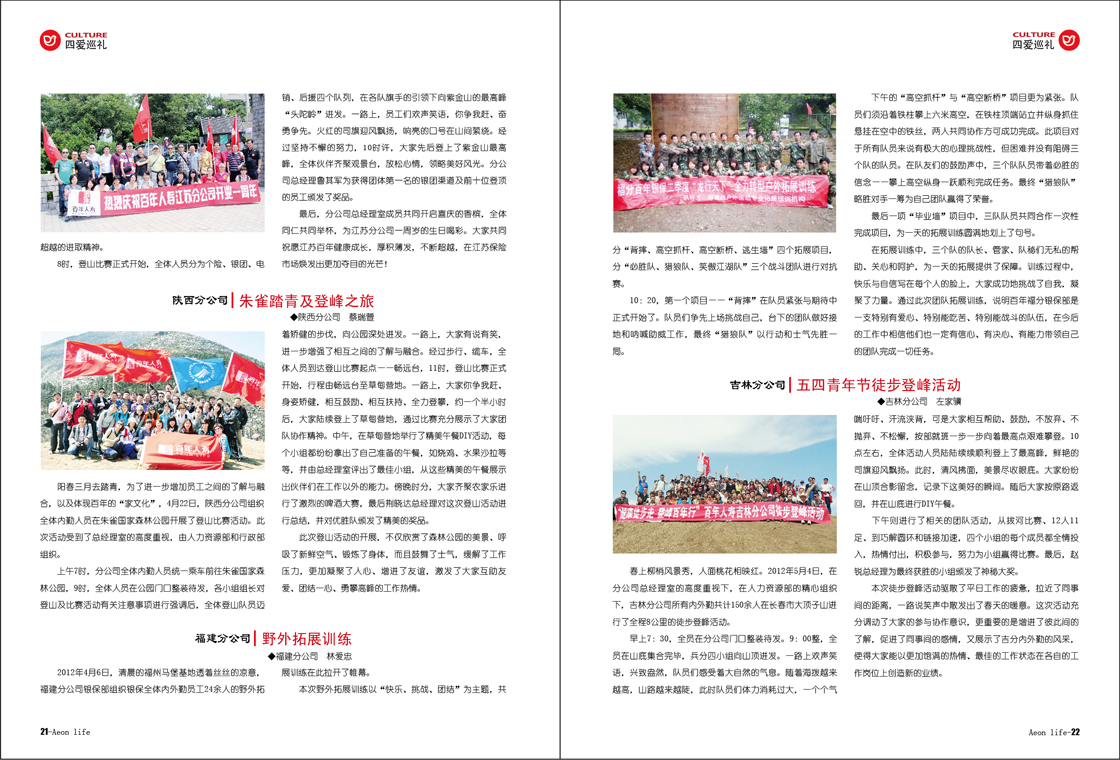 CULTURE
四爱巡礼
热烈庆祝百年人寿江苏分公司开业一周年
百年人寿
超越的进取精神。
8时，登山比赛正式开始，全体人员分为个险、银团、电
销、后援四个队列，在各队旗手的引领下向紫金山的最高峰
“头陀岭”进发。一路上，员工们欢声笑语，你争我赶、奋
勇争先。火红的司旗迎风飘扬，响亮的口号在山间萦绕。经
过坚持不懈的努力，10时许，大家先后登上了紫金山最高
峰，全体伙伴齐聚观景台，放松心情，领略美好风光。分公
司总经理鲁其军为获得团体第一名的银团渠道及前十位登顶
的员工颁发了奖品。
最后，分公司总经理室成员共同开启喜庆的香槟，全体
同仁共同举杯，为江苏分公司一周岁的生日喝彩。大家共同
祝愿江苏百年健康成长，厚积薄发，不断超越，在江苏保险
市场焕发出更加夺目的光芒！
陕西分公司
朱雀踏青及登峰之旅
◆陕西公司 蔡瑞萱
百年人寿
百年人寿
百年人寿
阳春三月去踏青，为了进一步增加员工之间的了解与融
合，以及体现百年的“家文化”，4月22日，陕西分公司组织
全体内勤人员在朱雀国家森林公园开展了登山比赛活动。此
次活动受到了总经理室的高度重视，由人力资源部和行政部
组织。
上午7时，分公司全体内勤人员统一乘车前往朱雀国家森
林公园，9时，全体人员在公园门口整装待发，各小组组长对
登山及比赛活动有关注意事项进行强调后，全体登山队员迈
着矫健的步伐，向公园深处进发。一路上，大家有说有笑，
进一步增强了相互之间的了解与融合。经过步行、缆车，全
体人员到达登山比赛起点——畅远台，11时，登山比赛正式
开始，行程由畅远台至草甸营地。一路上，大家你争我赶、
身姿矫健，相互鼓励、相互扶持、全力登攀，约一个半小时
后，大家陆续登上了草甸营地，通过比赛充分展示了大家团
队协作精神。中午，在草甸营地举行了精美午餐DIY活动，每
个小组都纷纷拿出了自己准备的午餐，如烧鸡、水果沙拉等
等，并由总经理室评出了最佳小组，从这些精美的午餐展示
出伙伴们在工作以外的能力。傍晚时分，大家齐聚农家乐进
行了激烈的啤酒大赛，最后荆晓达总经理对这次登山活动进
行总结，并对优胜队颁发了精美的奖品。
此次登山活动的开展，不仅欣赏了森林公园的美景、呼
吸了新鲜空气、锻炼了身体，而且鼓舞了士气，缓解了工作
压力，更加凝聚了人心、增进了友谊，激发了大家互助友
爱、团结一心、勇攀高峰的工作热情。
福建分公司
野外拓展训练
◆福建分公司 林爱忠
2012年4月6日，清晨的福州马堡基地透着丝丝的凉意，
福建分公司银保部组织银保全体内外勤员工24余人的野外拓
展训练在此拉开了帷幕。
本次野外拓展训练以“快乐、挑战、团结”为主题，共
21-Aeon life
CULTURE
四爱巡礼
福分百年银保二季度“龙行天下”全力转型户外拓展训练
分“背摔、高空抓杆、高空断桥、逃生墙”四个拓展项目，
分“必胜队、猎狼队、笑傲江湖队”三个战斗团队进行对抗
赛。
10：20，第一个项目——“背摔”在队员紧张与期待中
正式开始了。队员们争先上场挑战自己，台下的团队做好接
地和呐喊助威工作，最终“猎狼队”以行动和士气先胜一
局。
下午的“高空抓杆”与“高空断桥”项目更为紧张。队
员们须沿着铁柱攀上六米高空，在铁柱顶端站立并纵身抓住
悬挂在空中的铁丝，两人共同协作方可成功完成。此项目对
于所有队员来说有极大的心理挑战性，但困难并没有阻碍三
个队的队员。在队友们的鼓励声中，三个队队员带着必胜的
信念——攀上高空纵身一跃顺利完成任务。最终“猎狼队”
略胜对手一筹为自己团队赢得了荣誉。
最后一项“毕业墙”项目中，三队队员共同合作一次性
完成项目，为一天的拓展训练圆满地划上了句号。
在拓展训练中，三个队的队长、管家、队秘们无私的帮
助、关心和呵护，为一天的拓展提供了保障。训练过程中，
快乐与自信写在每个人的脸上，大家成功地挑战了自我，凝
聚了力量。通过此次团队拓展训练，说明百年福分银保部是
一支特别有爱心、特别能吃苦、特别能战斗的队伍，在今后
的工作中相信他们也一定有信心、有决心、有能力带领自己
的团队完成一切任务。
吉林分公司
五四青年节徒步登峰活动
◆吉林分公司 左家骥
百年人寿吉林分公司徒步登峰活动
春上柳梢风景秀，人面桃花相映红。2012年5月4日，在
分公司总经理室的高度重视下，在人力资源部的精心组织
下，吉林分公司所有内外勤共计150余人在长春市大顶子山进
行了全程8公里的徒步登峰活动。
早上7：30，全员在分公司门口整装待发。9：00整，全
员在山底集合完毕，兵分四小组向山顶进发。一路上欢声笑
语，兴致盎然，队员们感受着大自然的气息。随着海拨越来
越高，山路越来越陡，此时队员们体力消耗过大，一个个气
喘吁吁，汗流浃背，可是大家相互帮助、鼓励，不放弃、不
抛弃、不松懈，按部就班一步一步向着最高点艰难攀登。10
点左右，全体活动人员陆陆续续顺利登上了最高峰，鲜艳的
司旗迎风飘扬。此时，清风拂面，美景尽收眼底。大家纷纷
在山顶合影留念，记录下这美好的瞬间。随后大家按原路返
回，并在山底进行DIY午餐。
下午则进行了相关的团队活动，从拔河比赛、12人11
足、到巧解圆环和链接加速，四个小组的每个成员都全情投
入，热情付出，积极参与，努力为小组赢得比赛。最后，赵
锐总经理为最终获胜的小组颁发了神秘大奖。
本次徒步登峰活动驱散了平日工作的疲惫，拉近了同事
间的距离，一路说笑声中散发出了春天的暖意。这次活动充
分调动了大家的参与协作意识，更重要的是增进了彼此间的
了解，促进了同事间的感情，又展示了吉分内外勤的风采，
使得大家能以更加饱满的热情、最佳的工作状态在各自的工
作岗位上创造新的业绩。
Aeon life-22